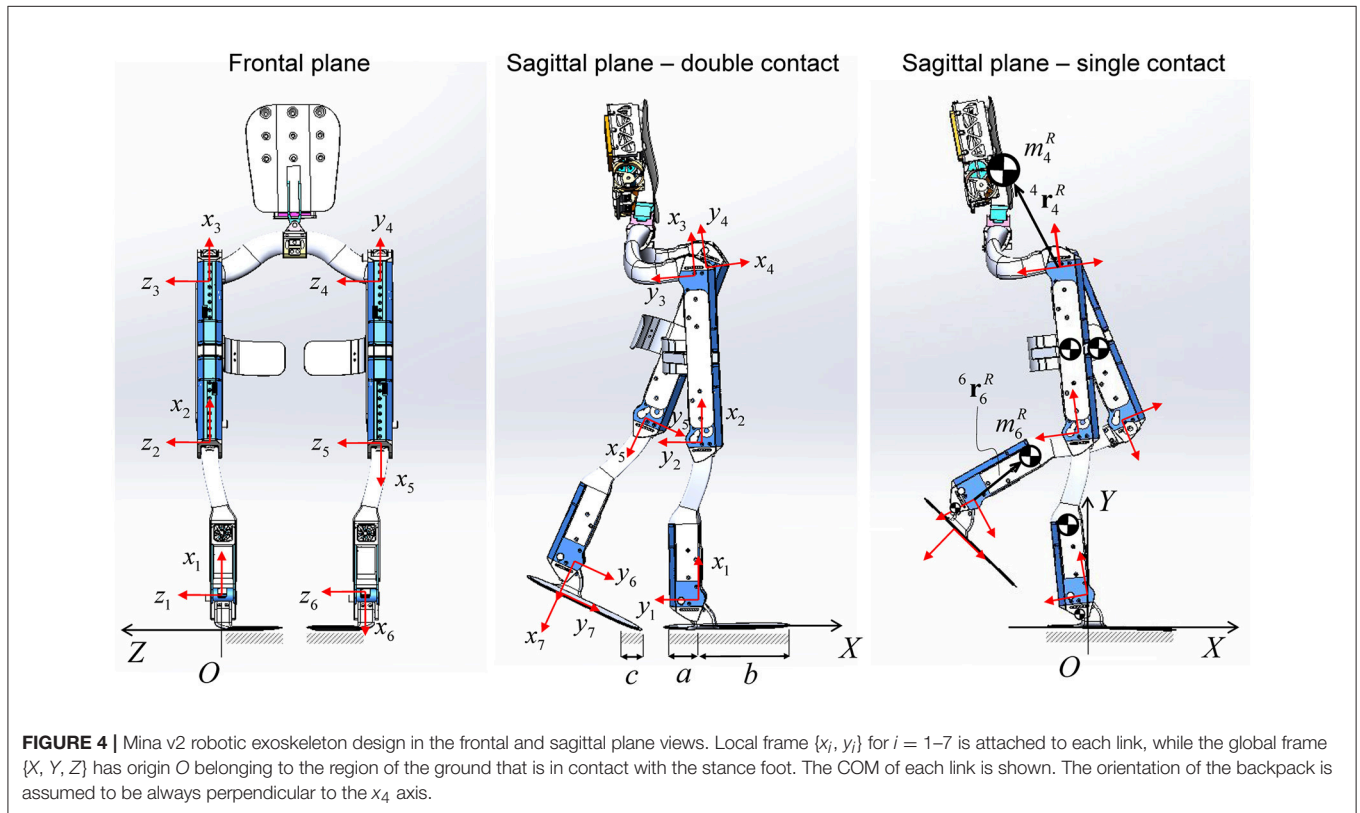 Frontal plane
Sagittal plane – double contact
Sagittal plane – single contact
x₃
y₄
z₃
z₄
x₂
z₂
z₅
x₅
x₁
z₁
z₆
x₆
Z
O
x₃
y₄
x₄
y₃
x₂
y₅
x₅
y₂
x₁
y₆
y₁
x₇
y₇
X
c
a
b
m₄ᴿ
⁴r₄ᴿ
⁶r₆ᴿ
m₆ᴿ
Y
O
X
FIGURE 4 | Mina v2 robotic exoskeleton design in the frontal and sagittal plane views. Local frame {xᵢ, yᵢ} for i = 1–7 is attached to each link, while the global frame
{X, Y, Z} has origin O belonging to the region of the ground that is in contact with the stance foot. The COM of each link is shown. The orientation of the backpack is
assumed to be always perpendicular to the x₄ axis.